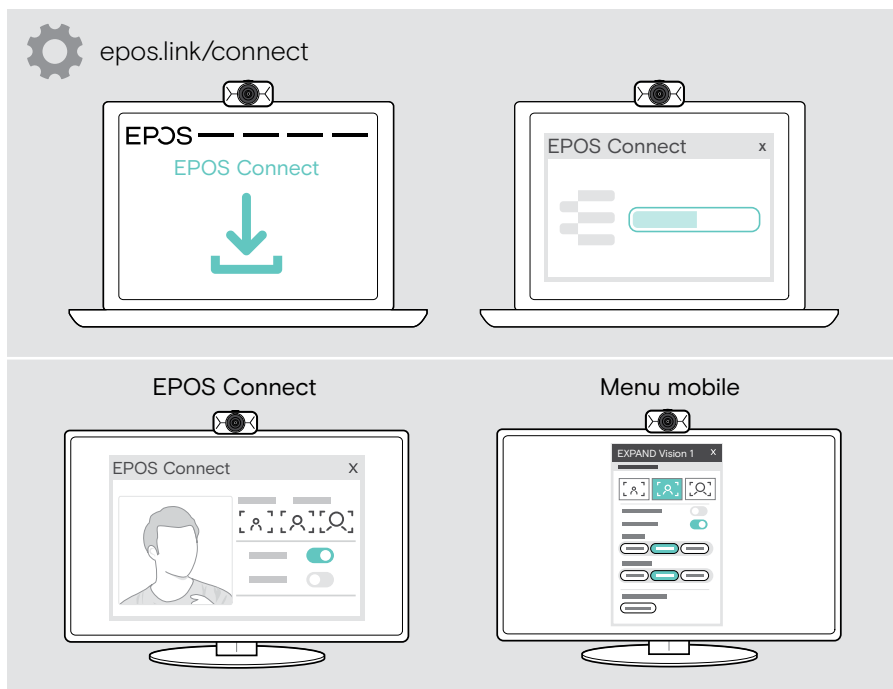 epos.link/connect
EPOS
EPOS Connect
EPOS Connect x
EPOS Connect
Menu mobile
EPOS Connect x
EXPAND Vision 1 x